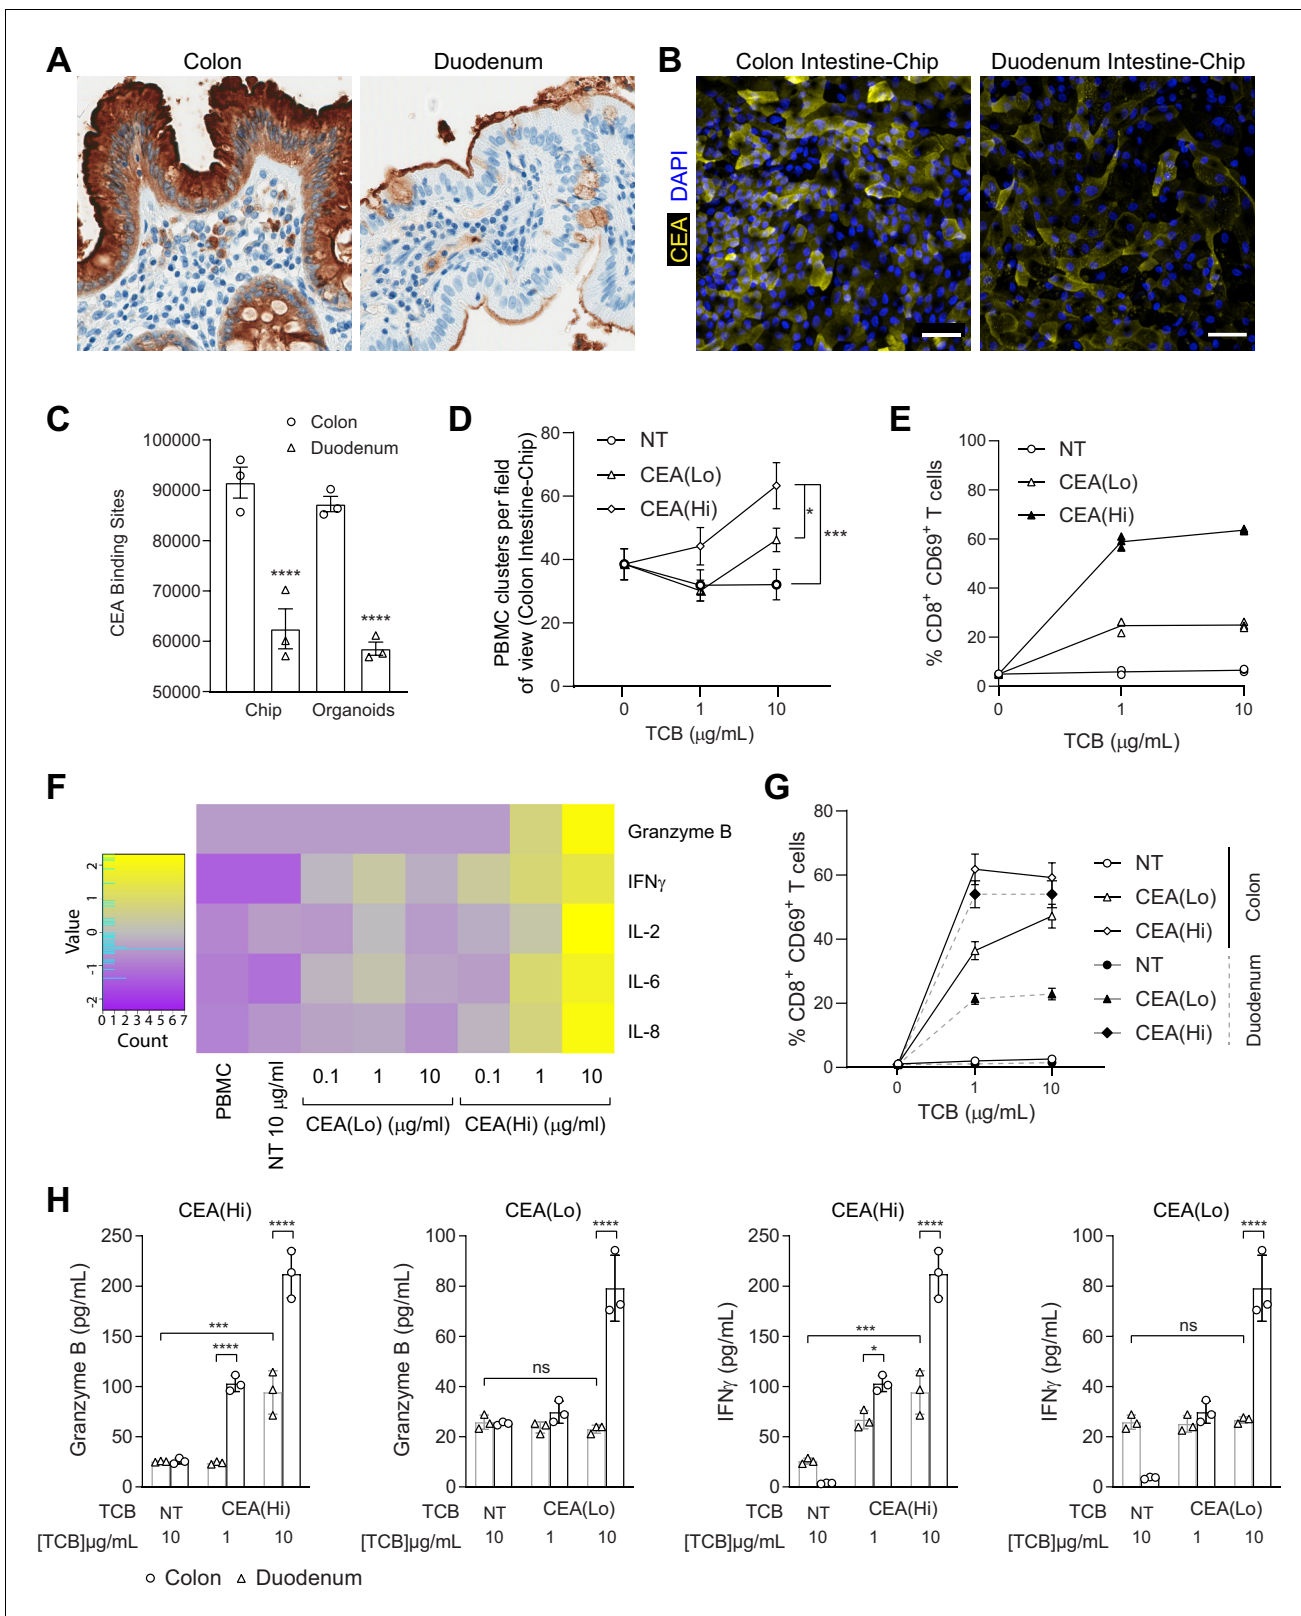 A
Colon
Duodenum
B
Colon Intestine-Chip
Duodenum Intestine-Chip
CEA DAPI
C
Colon
Duodenum
CEA Binding Sites
100000
90000
80000
70000
60000
50000
****
****
Chip
Organoids
D
PBMC clusters per field
of view (Colon Intestine-Chip)
80
60
40
20
0
NT
CEA(Lo)
CEA(Hi)
*
***
0
1
10
TCB (μg/mL)
E
% CD8+ CD69+ T cells
100
80
60
40
20
0
NT
CEA(Lo)
CEA(Hi)
0
1
10
TCB (μg/mL)
F
Value
2
1
0
-1
-2
0 1 2 3 4 5 6 7
Count
Granzyme B
IFNγ
IL-2
IL-6
IL-8
PBMC
NT 10 μg/ml
0.1 1 10
CEA(Lo) (μg/ml)
0.1 1 10
CEA(Hi) (μg/ml)
G
% CD8+ CD69+ T cells
80
60
40
20
0
0
1
10
TCB (μg/mL)
NT
CEA(Lo)
CEA(Hi)
NT
CEA(Lo)
CEA(Hi)
Colon
Duodenum
H
CEA(Hi)
Granzyme B (pg/mL)
250
200
150
100
50
0
***
****
****
TCB NT CEA(Hi)
[TCB]μg/mL 10 1 10
CEA(Lo)
Granzyme B (pg/mL)
100
80
60
40
20
0
ns
****
NT CEA(Lo)
10 1 10
CEA(Hi)
IFNγ (pg/mL)
250
200
150
100
50
0
***
*
****
TCB NT CEA(Hi)
[TCB]μg/mL 10 1 10
CEA(Lo)
IFNγ (pg/mL)
100
80
60
40
20
0
ns
****
TCB NT CEA(Lo)
[TCB]μg/mL 10 1 10
Colon Duodenum